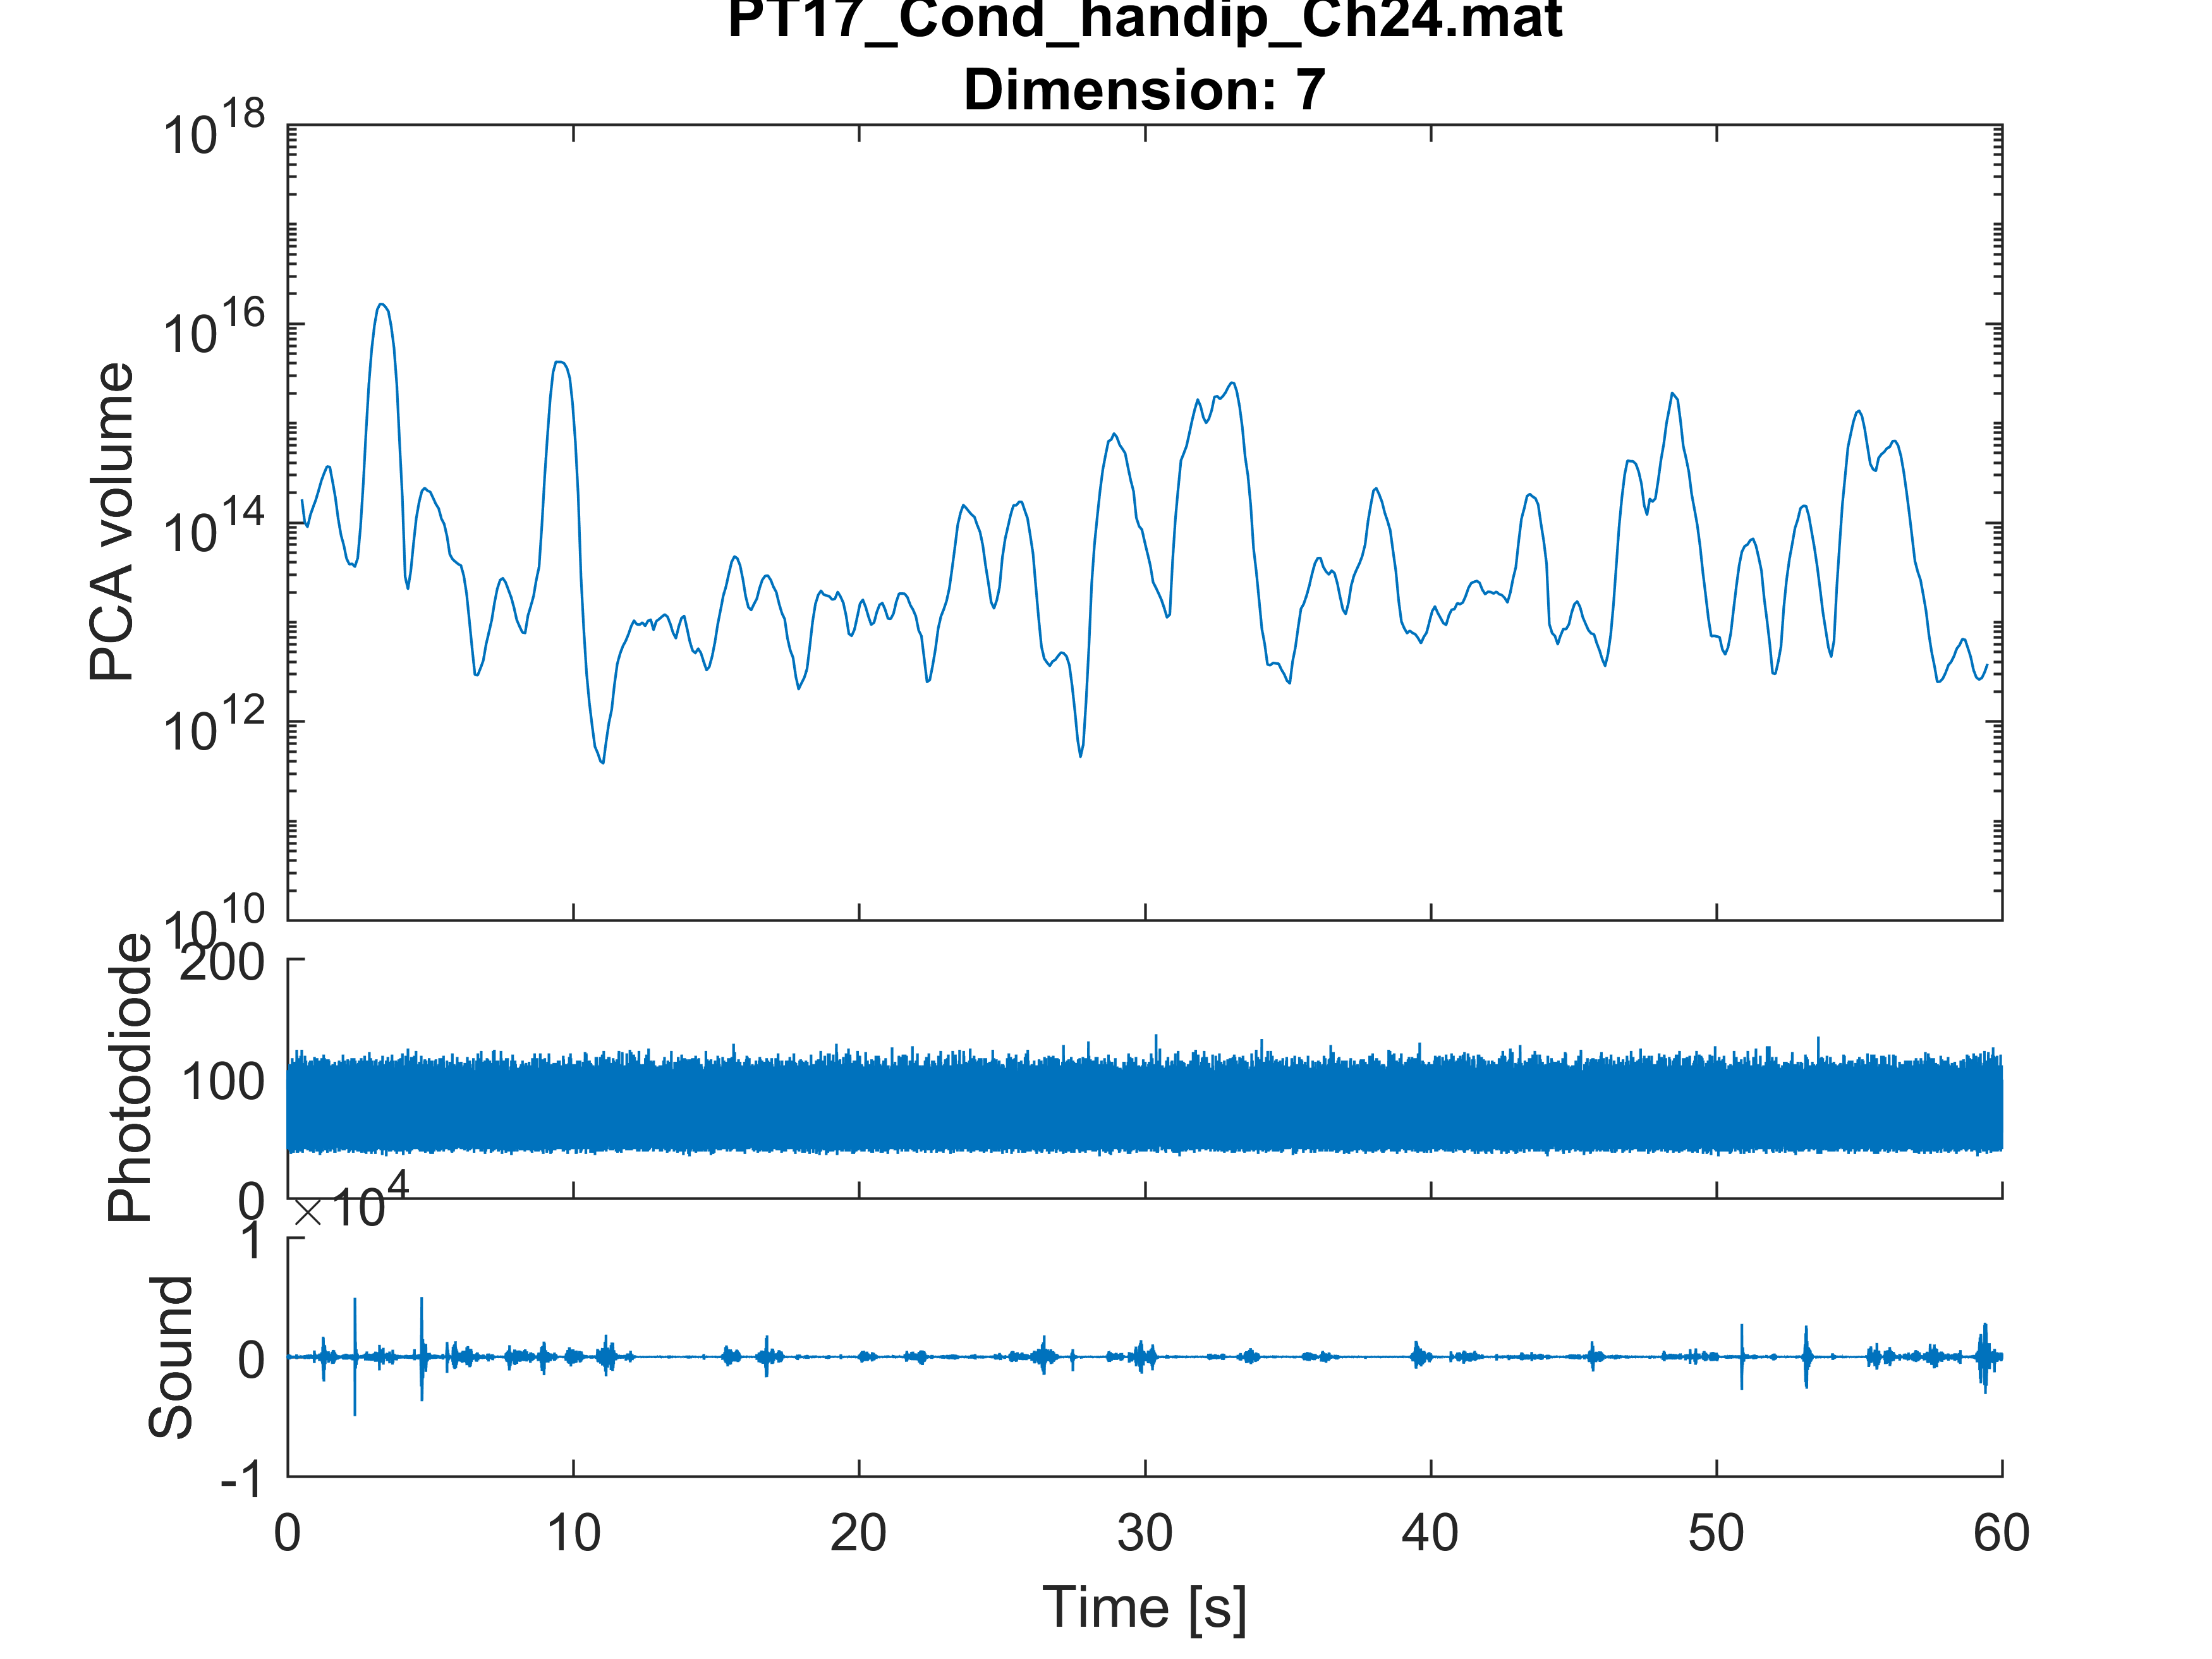 PT17_Cond_handip_Ch24.mat
Dimension: 7
10^18
10^16
10^14
10^12
10^10
PCA volume
200
100
0
Photodiode
×10^4
1
0
-1
Sound
0 10 20 30 40 50 60
Time [s]